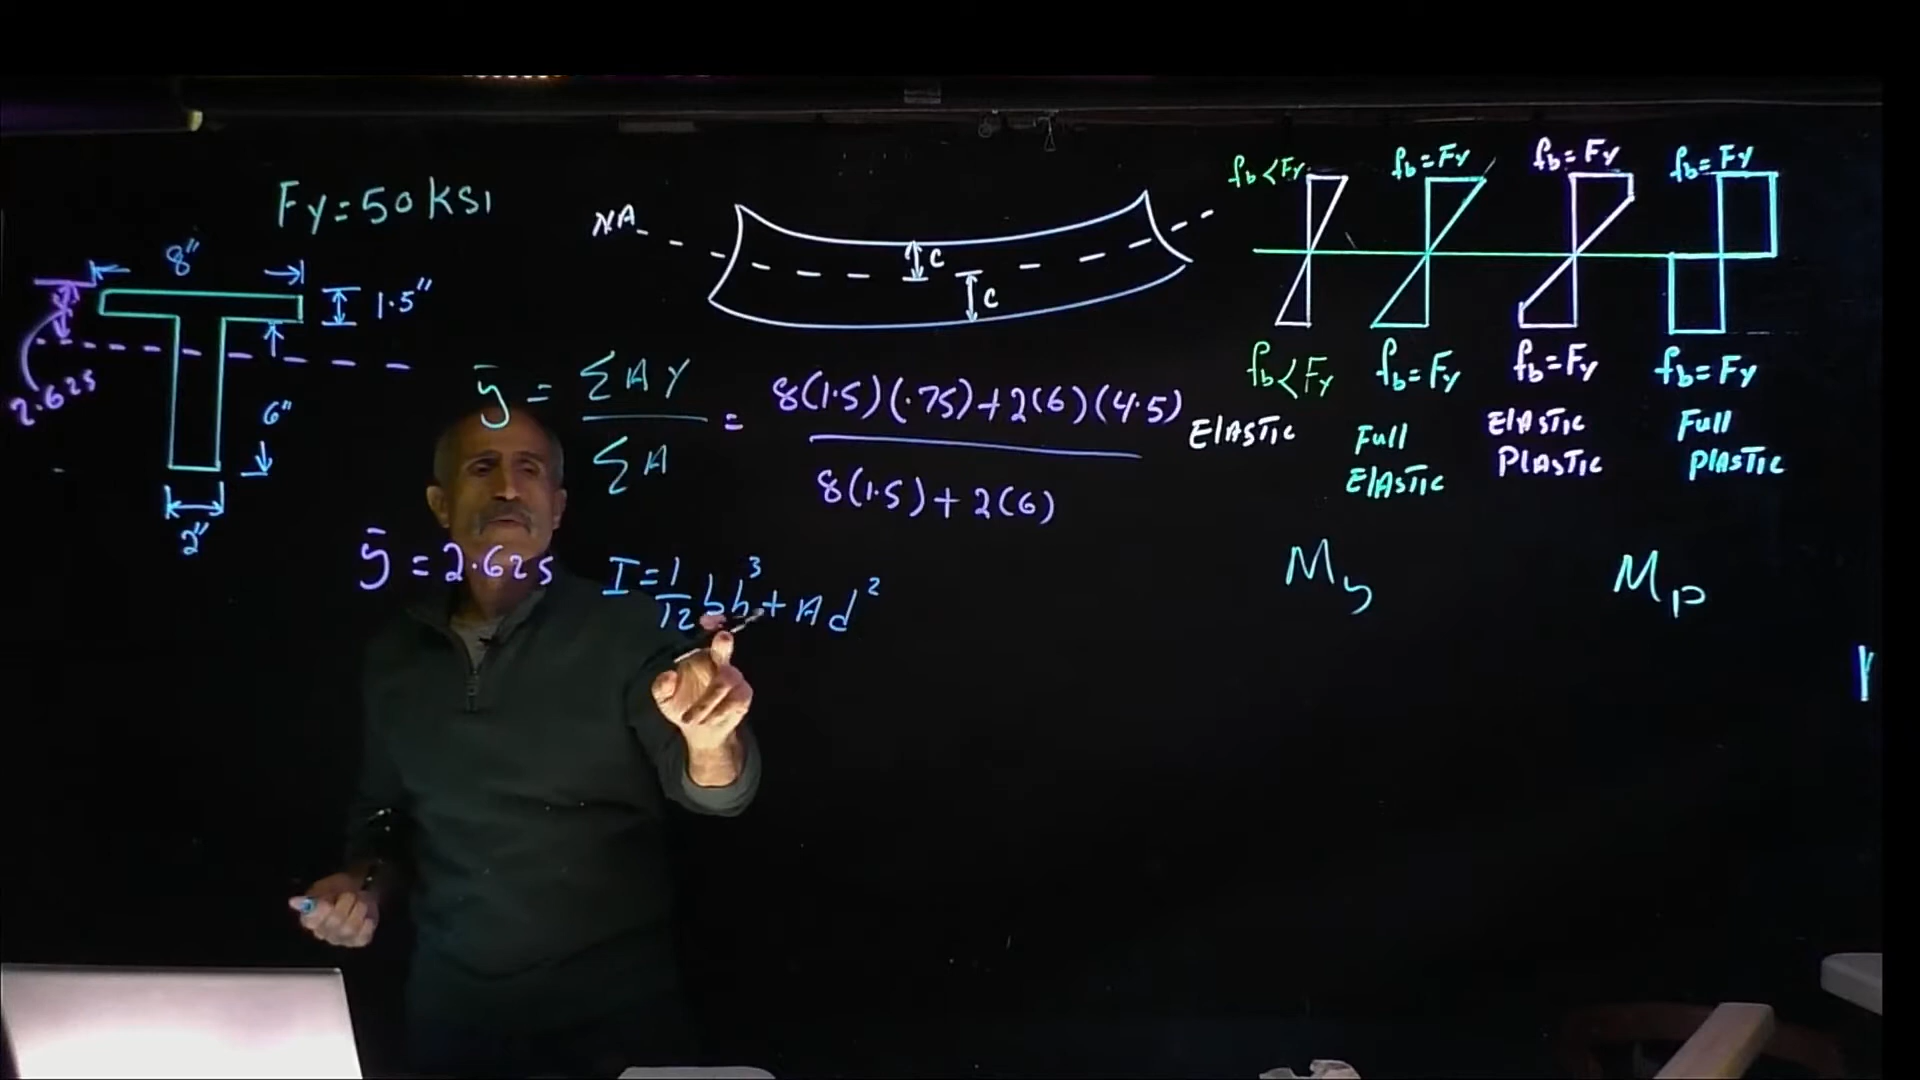 Fy = 50 KSI
8"
1.5"
y
2.625
6"
2"
NA
c
c
ȳ = ΣAy / ΣA = 8(1.5)(.75)+2(6)(4.5) / 8(1.5)+2(6)
ȳ = 2.625
I = 1/12 bh³ + Ad²
fb < Fy
fb = Fy
fb = Fy
fb = Fy
fb < Fy
fb = Fy
fb = Fy
fb = Fy
ElASTIC
Full
ElASTIC
ElASTIC
PlASTIC
Full
PlASTIC
My
Mp